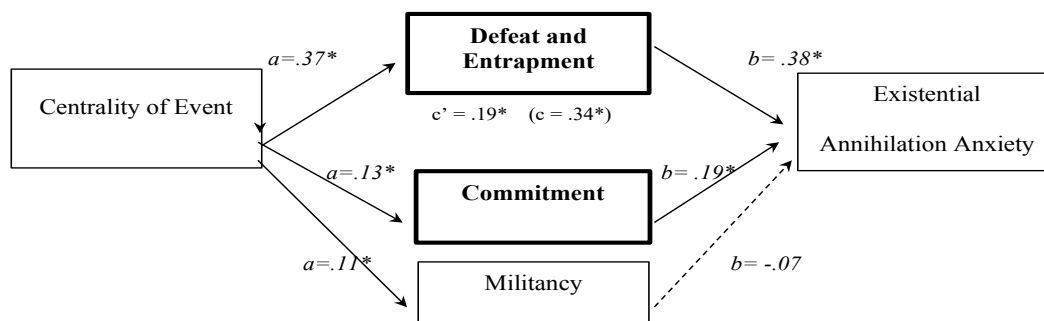 Defeat and
Entrapment
a=.37*
b= .38*
Centrality of Event
c’ = .19* (c = .34*)
Existential
Annihilation Anxiety
a=.13*
Commitment
b= .19*
a=.11*
Militancy
b= -.07